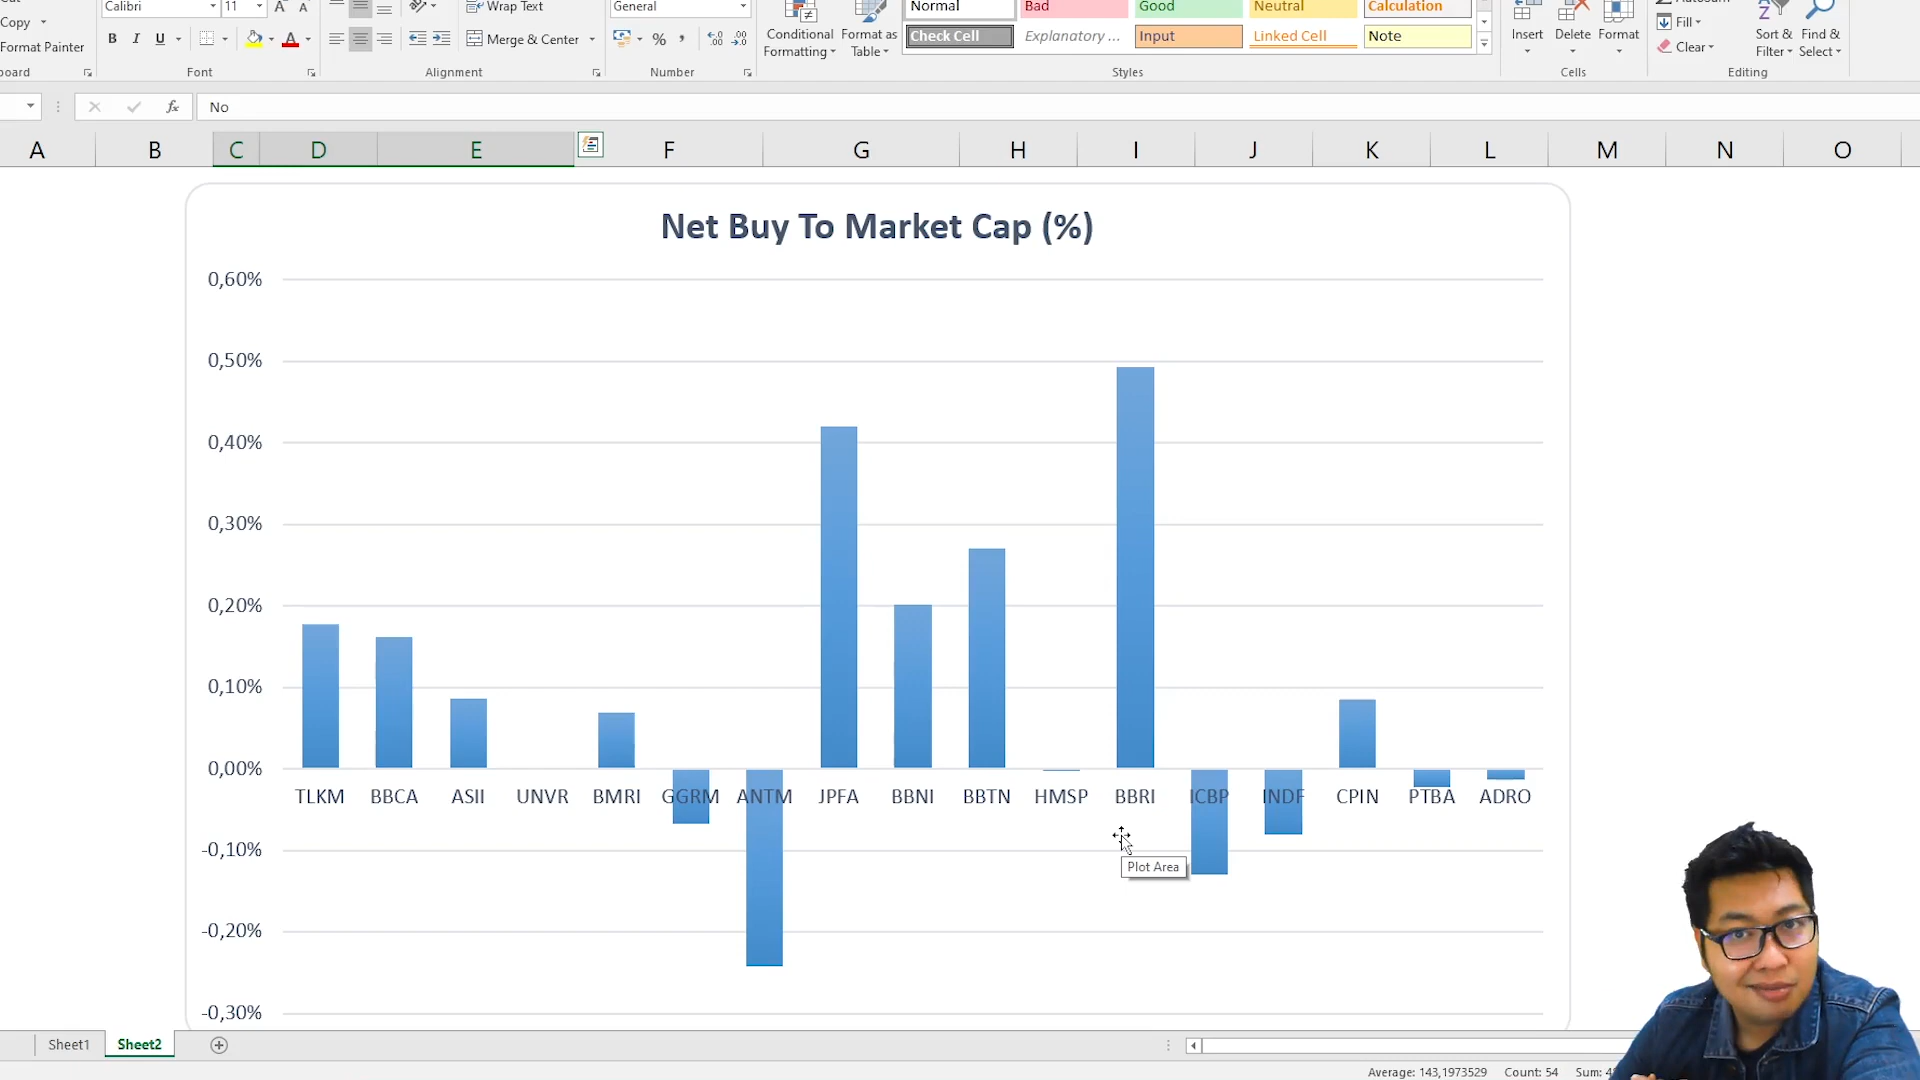 Copy
Format Painter
Calibri 11 A A
B I U A
Font
Wrap Text
Merge & Center
Alignment
General
%
Number
Conditional Formatting
Format as Table
Normal Bad Good Neutral Calculation
Check Cell Explanatory ... Input Linked Cell Note
Styles
Insert Delete Format
Cells
Fill
Clear
Sort & Filter
Find & Select
Editing
fx No
A B C D E F G H I J K L M N O
Net Buy To Market Cap (%)
0,60%
0,50%
0,40%
0,30%
0,20%
0,10%
0,00%
TLKM BBCA ASII UNVR BMRI GGRM ANTM JPFA BBNI BBTN HMSP BBRI ICBP INDF CPIN PTBA ADRO
-0,10%
Plot Area
-0,20%
-0,30%
Sheet1 Sheet2
Average: 143,1973529 Count: 54 Sum: